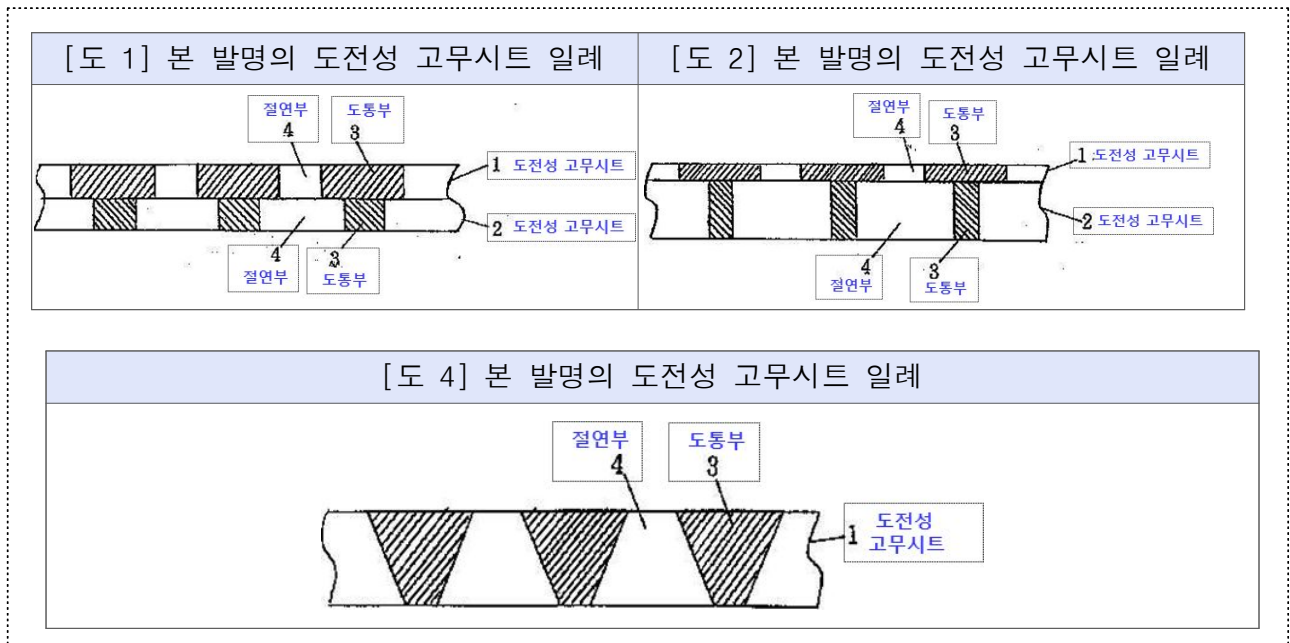 [도 1] 본 발명의 도전성 고무시트 일례
[도 2] 본 발명의 도전성 고무시트 일례
절연부
4
도통부
3
1 도전성 고무시트
2 도전성 고무시트
4
절연부
3
도통부
절연부
4
도통부
3
1 도전성 고무시트
2 도전성 고무시트
4
절연부
3
도통부
[도 4] 본 발명의 도전성 고무시트 일례
절연부
4
도통부
3
1 도전성
고무시트